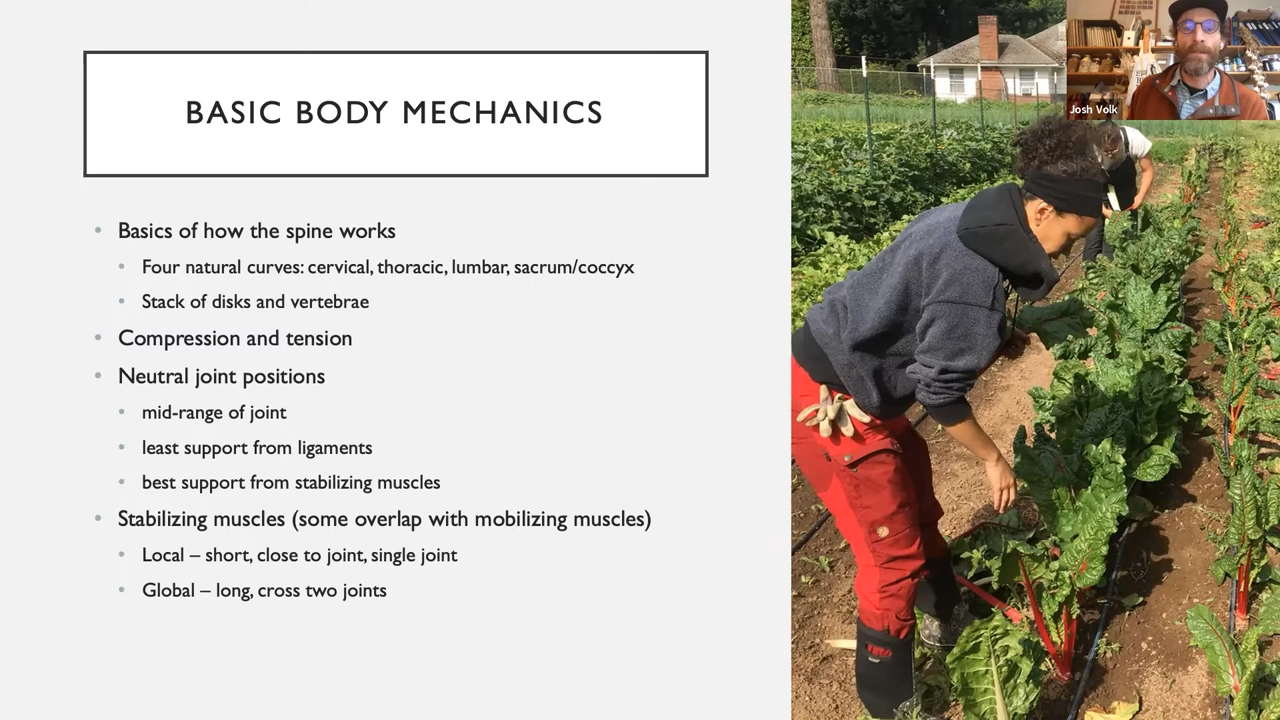 BASIC BODY MECHANICS
• Basics of how the spine works
• Four natural curves: cervical, thoracic, lumbar, sacrum/coccyx
• Stack of disks and vertebrae
• Compression and tension
• Neutral joint positions
• mid-range of joint
• least support from ligaments
• best support from stabilizing muscles
• Stabilizing muscles (some overlap with mobilizing muscles)
• Local – short, close to joint, single joint
• Global – long, cross two joints
Josh Volk